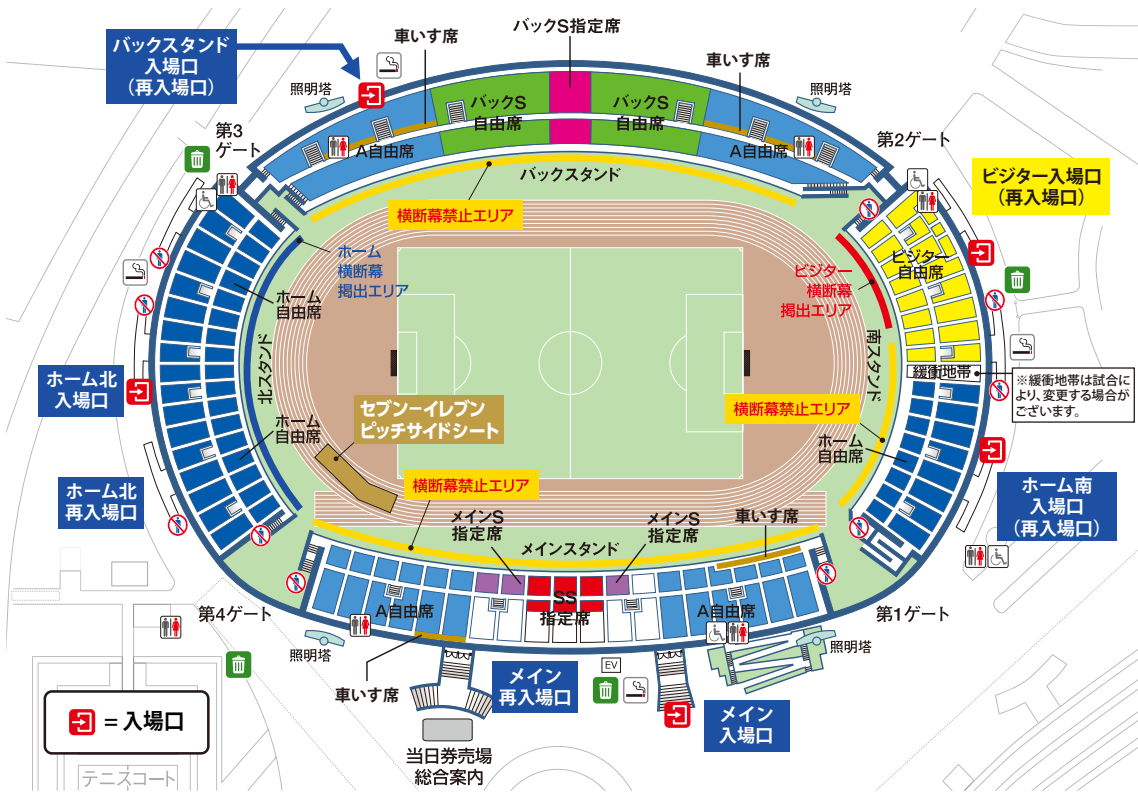 バックスタンド
入場口
（再入場口）
車いす席
バックS指定席
車いす席
照明塔
照明塔
バックS
自由席
バックS
自由席
第3
ゲート
A自由席
A自由席
第2ゲート
バックスタンド
ビジター入場口
（再入場口）
横断幕禁止エリア
ホーム
横断幕
掲出エリア
ビジター
横断幕
掲出エリア
ビジター
自由席
ホーム
自由席
北スタンド
南スタンド
緩衝地帯
※緩衝地帯は試合に
より、変更する場合が
ございます。
ホーム北
入場口
セブン-イレブン
ピッチサイドシート
横断幕禁止エリア
ホーム
自由席
ホーム
自由席
ホーム北
再入場口
横断幕禁止エリア
ホーム南
入場口
（再入場口）
メインS
指定席
メインスタンド
メインS
指定席
車いす席
SS
指定席
A自由席
A自由席
第4ゲート
第1ゲート
照明塔
照明塔
車いす席
メイン
再入場口
EV
メイン
入場口
=入場口
当日券売場
総合案内
テニスコート